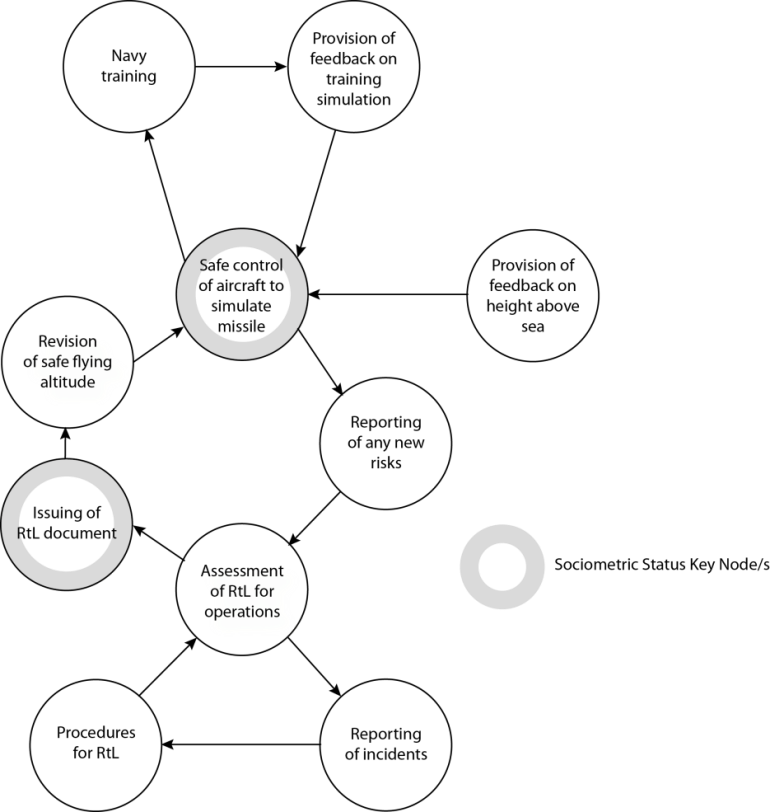 Navy
training
Provision of
feedback on
training
simulation
Safe control
of aircraft to
simulate
missile
Provision of
feedback on
height above
sea
Revision
of safe flying
altitude
Reporting
of any new
risks
Issuing of
RtL document
Sociometric Status Key Node/s
Assessment
of RtL for
operations
Procedures
for RtL
Reporting
of incidents